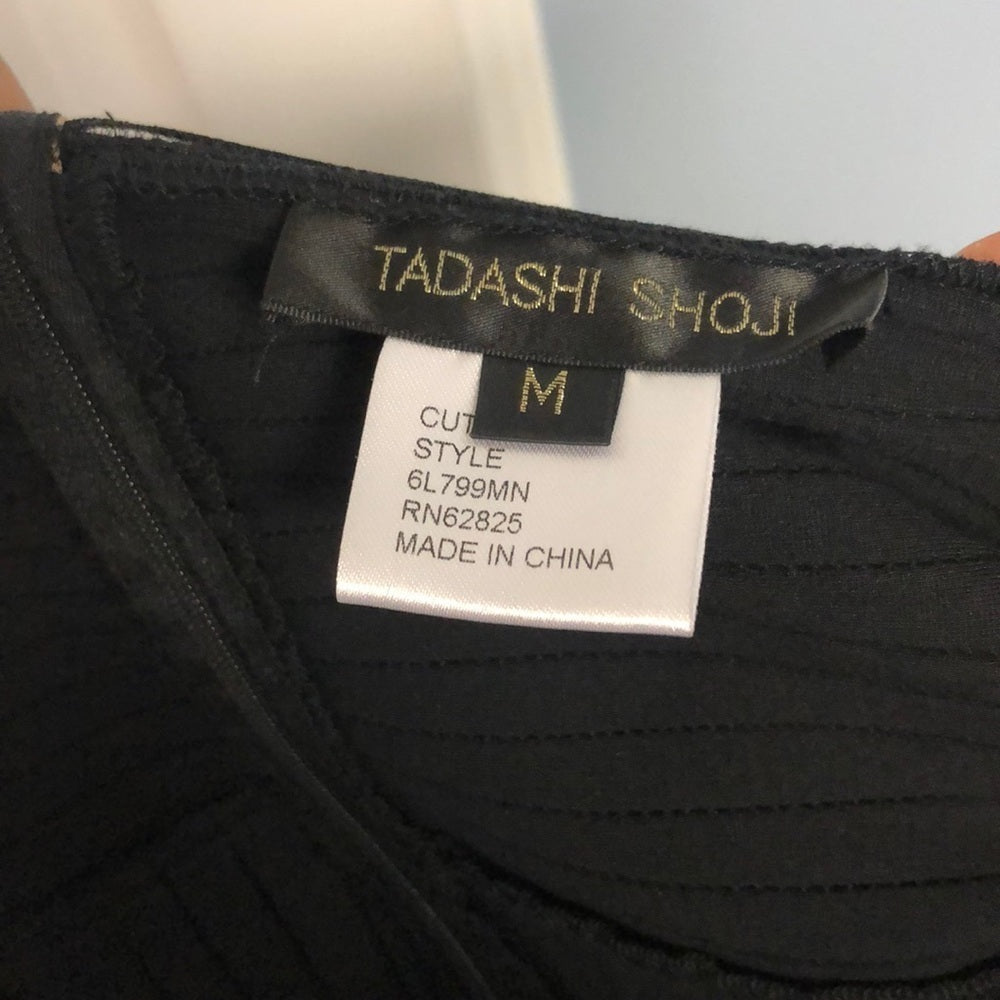 TADASHI SHOJI
M
CUT
STYLE
6L799MN
RN62825
MADE IN CHINA